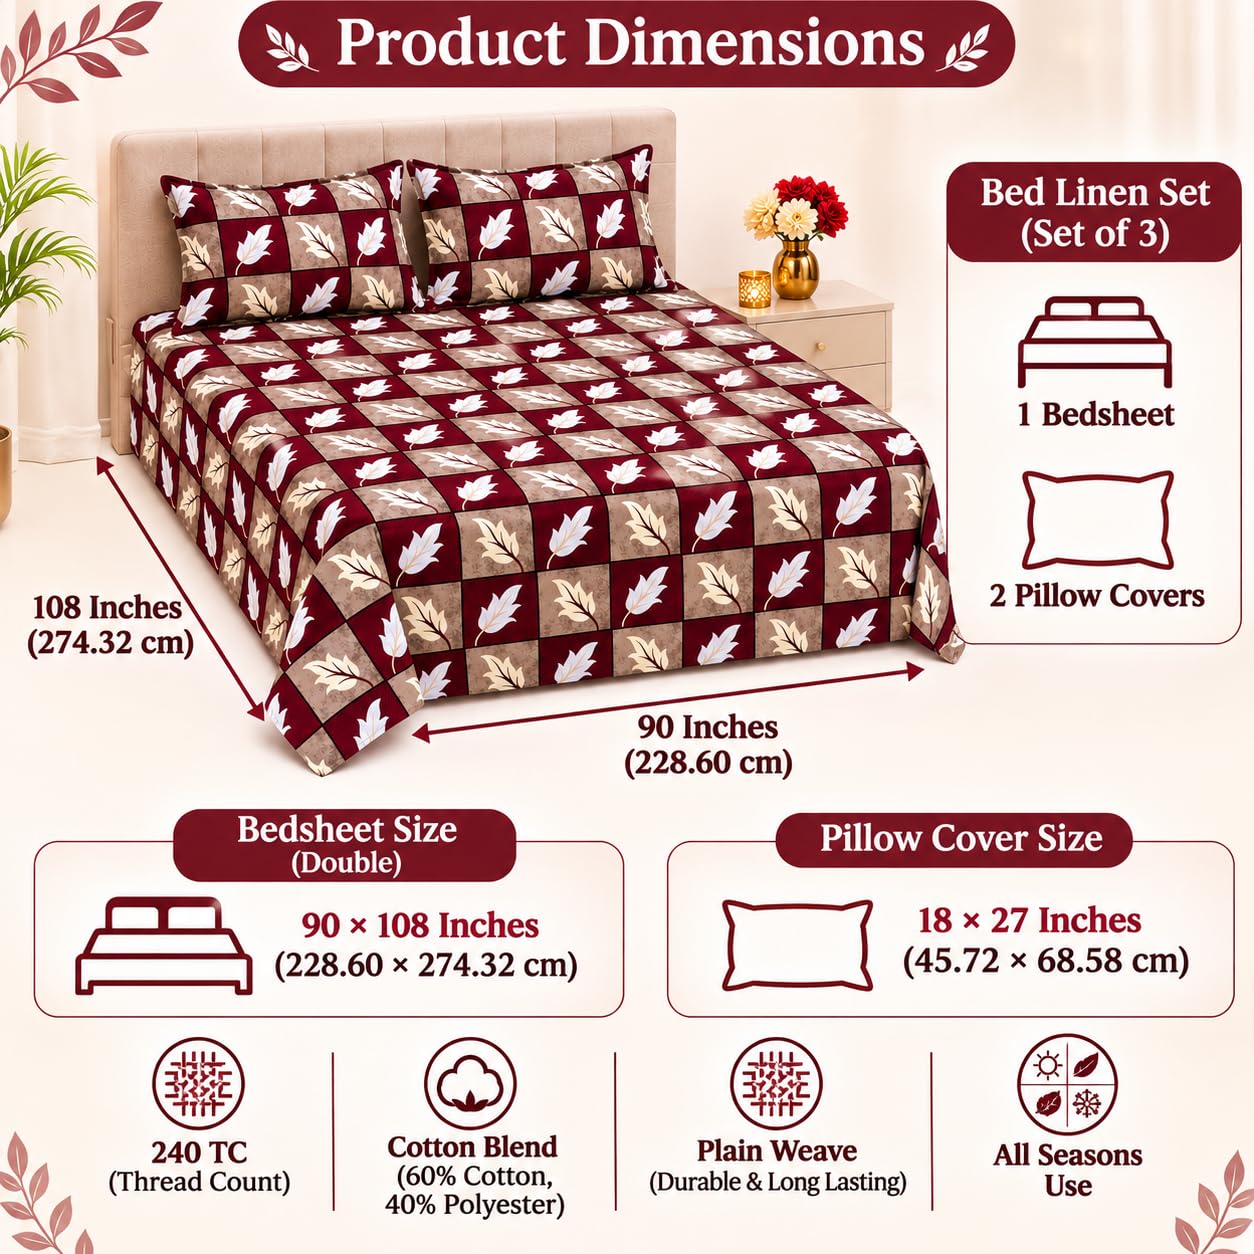 Product Dimensions
Bed Linen Set
(Set of 3)
1 Bedsheet
2 Pillow Covers
108 Inches
(274.32 cm)
90 Inches
(228.60 cm)
Bedsheet Size
(Double)
90 × 108 Inches
(228.60 × 274.32 cm)
Pillow Cover Size
18 × 27 Inches
(45.72 × 68.58 cm)
240 TC
(Thread Count)
Cotton Blend
(60% Cotton,
40% Polyester)
Plain Weave
(Durable & Long Lasting)
All Seasons
Use